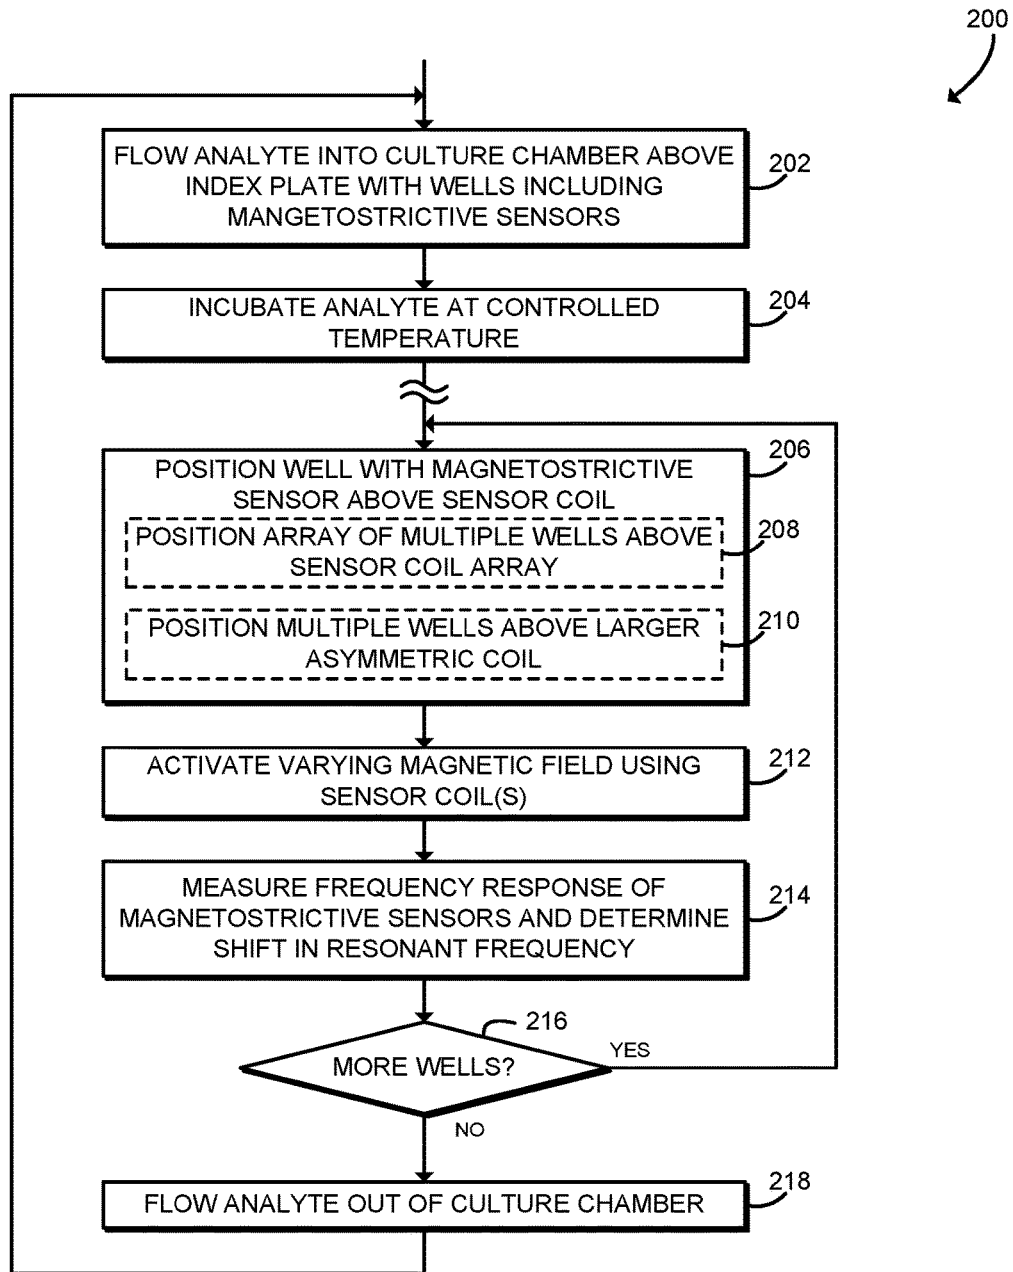 200
FLOW ANALYTE INTO CULTURE CHAMBER ABOVE
INDEX PLATE WITH WELLS INCLUDING
MANGETOSTRICTIVE SENSORS
202
INCUBATE ANALYTE AT CONTROLLED
TEMPERATURE
204
POSITION WELL WITH MAGNETOSTRICTIVE
SENSOR ABOVE SENSOR COIL
206
POSITION ARRAY OF MULTIPLE WELLS ABOVE
SENSOR COIL ARRAY
208
POSITION MULTIPLE WELLS ABOVE LARGER
ASYMMETRIC COIL
210
ACTIVATE VARYING MAGNETIC FIELD USING
SENSOR COIL(S)
212
MEASURE FREQUENCY RESPONSE OF
MAGNETOSTRICTIVE SENSORS AND DETERMINE
SHIFT IN RESONANT FREQUENCY
214
216
MORE WELLS?
YES
NO
FLOW ANALYTE OUT OF CULTURE CHAMBER
218